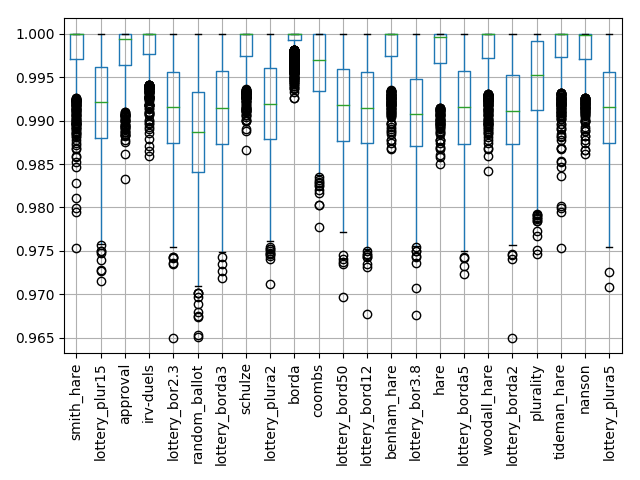 1.000
0.995
0.990
0.985
0.980
0.975
0.970
0.965
smith_hare
lottery_plur15
approval
irv-duels
lottery_bor2.3
random_ballot
lottery_borda3
schulze
lottery_plura2
borda
coombs
lottery_bord50
lottery_bord12
benham_hare
lottery_bor3.8
hare
lottery_borda5
woodall_hare
lottery_borda2
plurality
tideman_hare
nanson
lottery_plura5